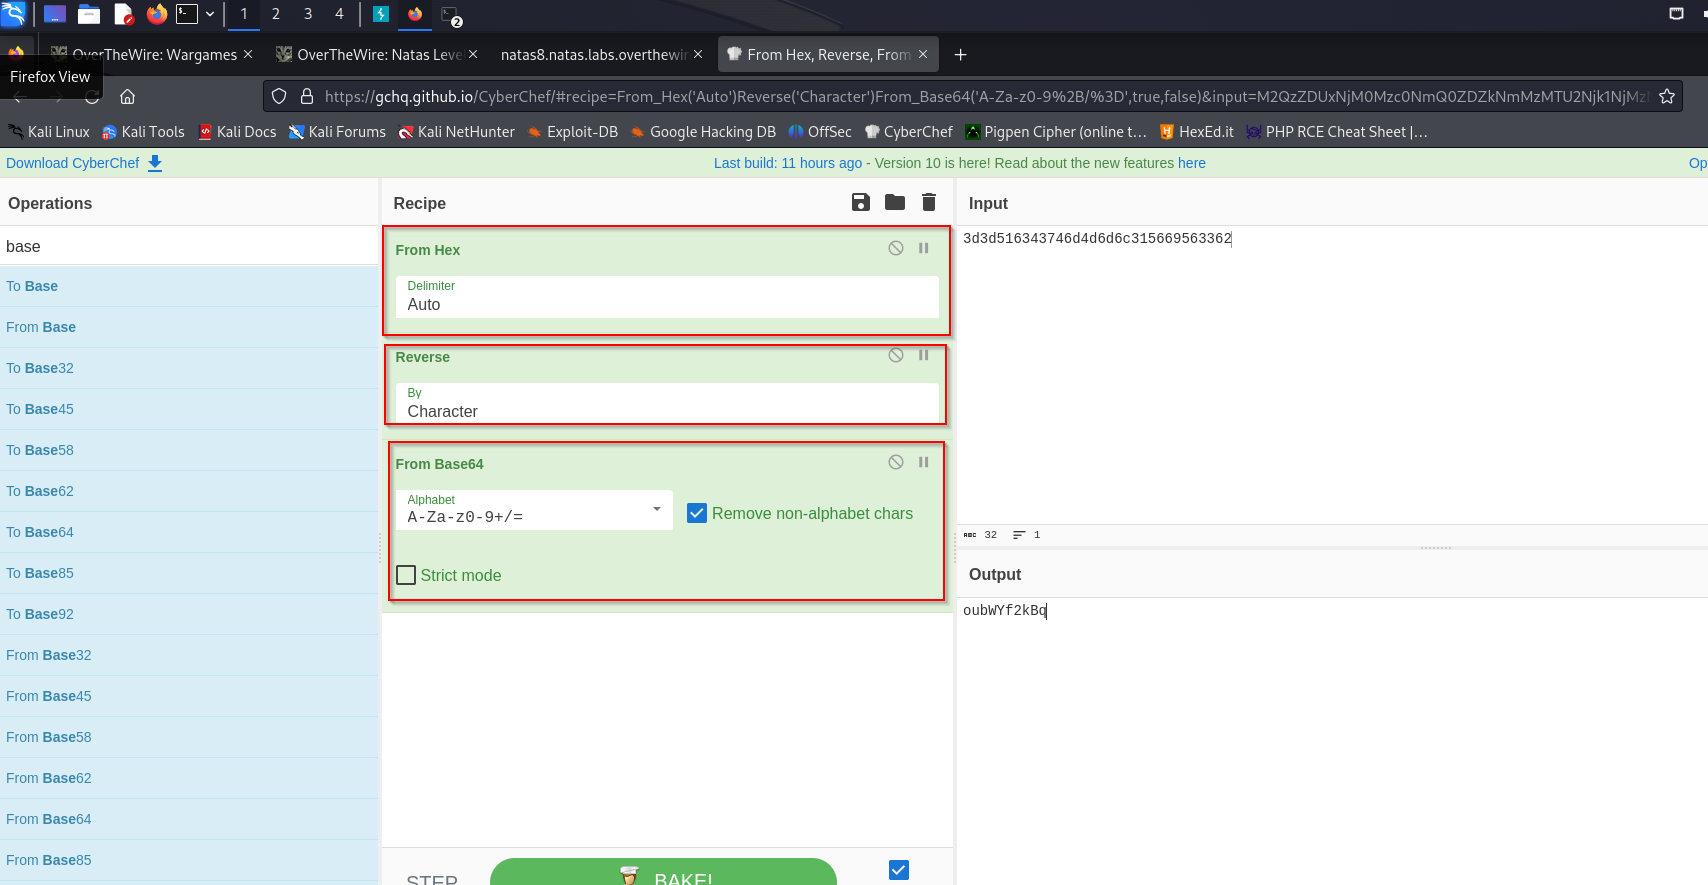 1 2 3 4 2
OverTheWire: Wargames × OverTheWire: Natas Leve × natas8.natas.labs.overthewir × From Hex, Reverse, From × +
Firefox View
https://gchq.github.io/CyberChef/#recipe=From_Hex('Auto')Reverse('Character')From_Base64('A-Za-z0-9%2B/%3D',true,false)&input=M2QzZDUxNjM0Mzc0NmQ0ZDZkNmMzMTU2Njk1NjMz
Kali Linux Kali Tools Kali Docs Kali Forums Kali NetHunter Exploit-DB Google Hacking DB OffSec CyberChef Pigpen Cipher (online t… HexEd.it PHP RCE Cheat Sheet |…
Download CyberChef Last build: 11 hours ago - Version 10 is here! Read about the new features here Op
Operations
base
To Base
From Base
To Base32
To Base45
To Base58
To Base62
To Base64
To Base85
To Base92
From Base32
From Base45
From Base58
From Base62
From Base64
From Base85
Recipe
From Hex
Delimiter
Auto
Reverse
By
Character
From Base64
Alphabet
A-Za-z0-9+/=
Remove non-alphabet chars
Strict mode
STEP BAKE!
Input
3d3d516343746d4d6d6c315669563362
ABC 32 1
Output
oubWYf2kBq